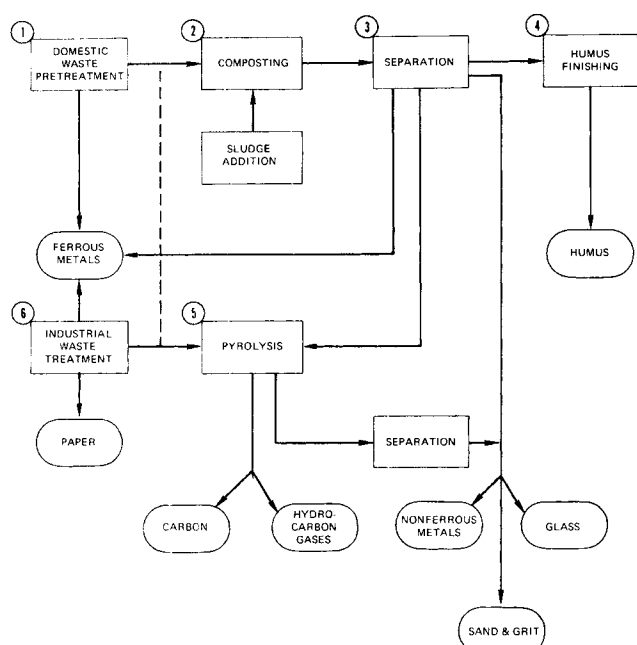 1
DOMESTIC
WASTE
PRETREATMENT
2
COMPOSTING
3
SEPARATION
4
HUMUS
FINISHING
SLUDGE
ADDITION
FERROUS
METALS
HUMUS
6
INDUSTRIAL
WASTE
TREATMENT
5
PYROLYSIS
PAPER
SEPARATION
CARBON
HYDRO-
CARBON
GASES
NONFERROUS
METALS
GLASS
SAND & GRIT